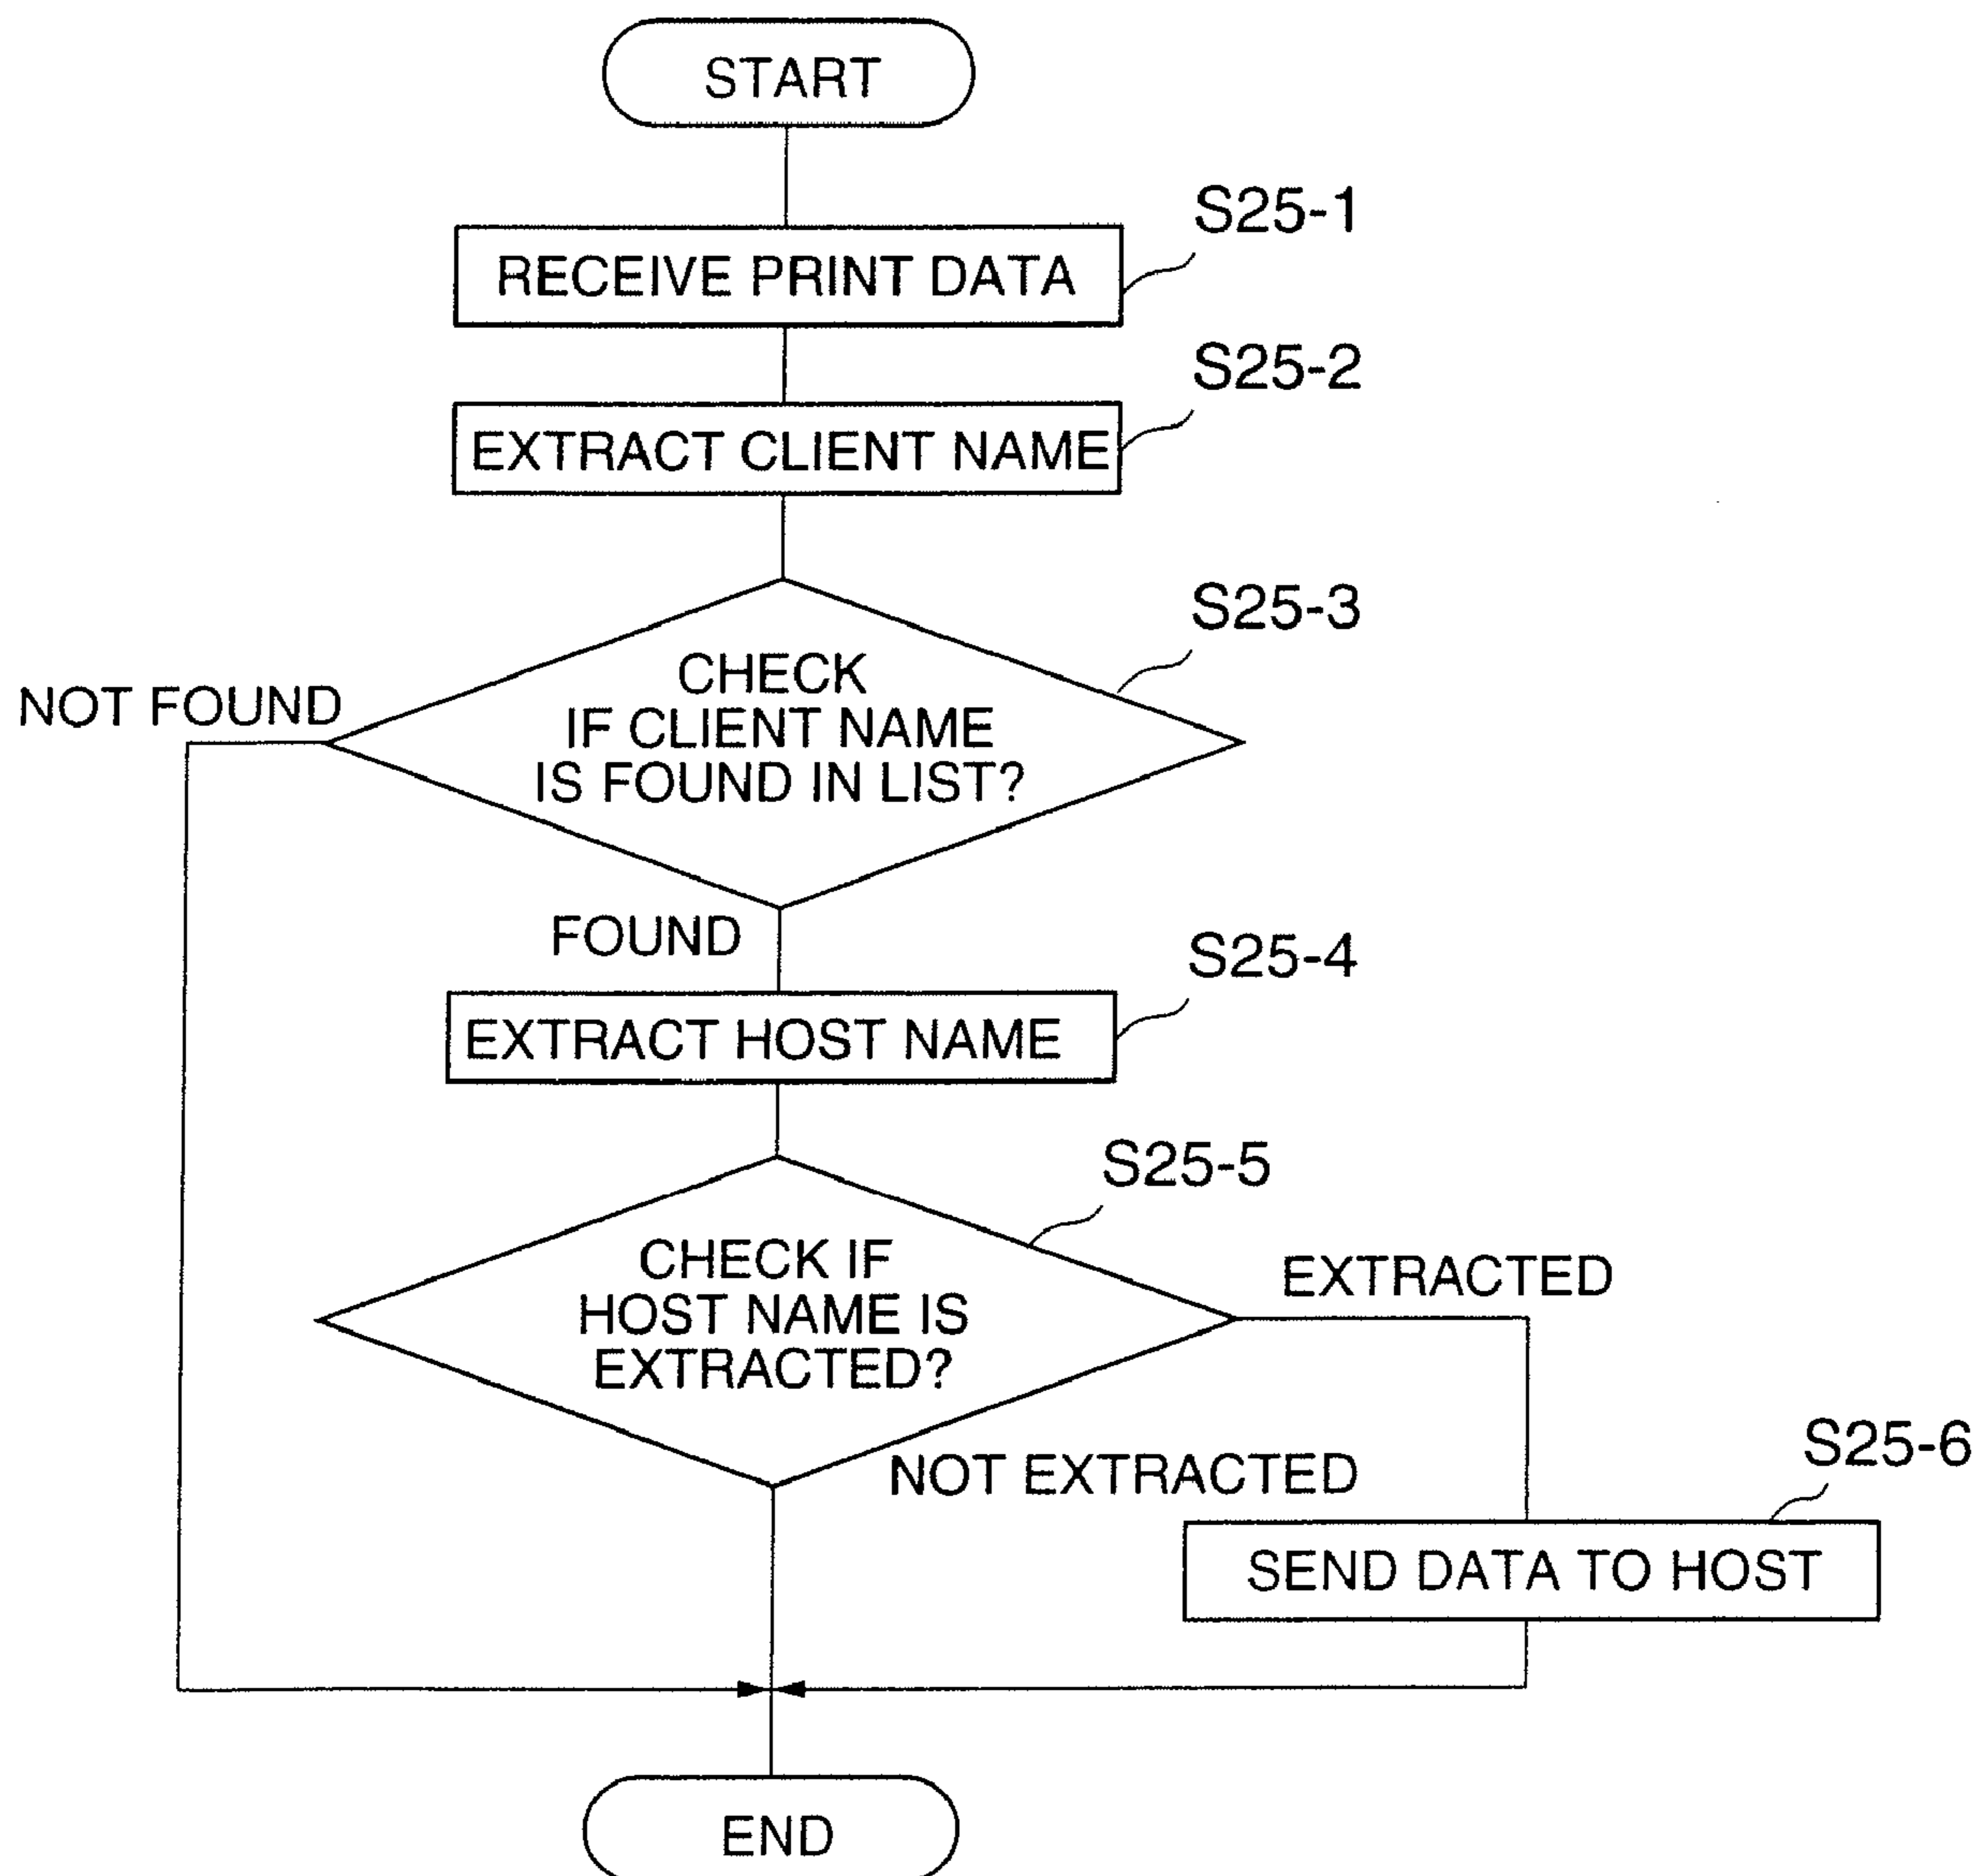 START
S25-1
RECEIVE PRINT DATA
S25-2
EXTRACT CLIENT NAME
S25-3
CHECK
IF CLIENT NAME
IS FOUND IN LIST?
NOT FOUND
FOUND
S25-4
EXTRACT HOST NAME
S25-5
CHECK IF
HOST NAME IS
EXTRACTED?
EXTRACTED
NOT EXTRACTED
S25-6
SEND DATA TO HOST
END